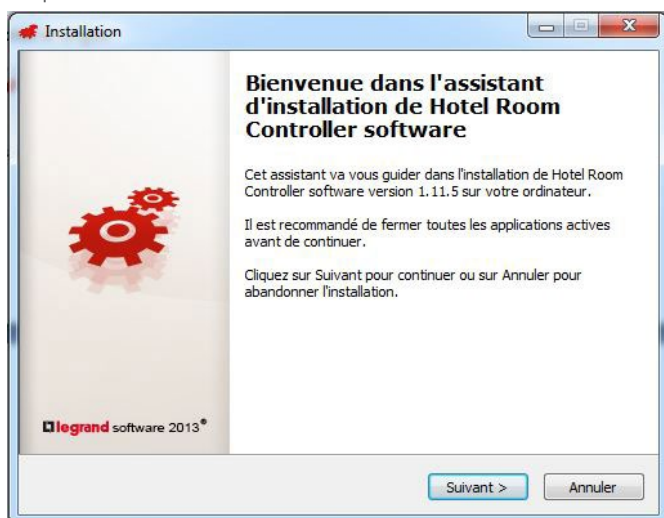 Installation
Bienvenue dans l'assistant
d'installation de Hotel Room
Controller software
Cet assistant va vous guider dans l'installation de Hotel Room
Controller software version 1.11.5 sur votre ordinateur.
Il est recommandé de fermer toutes les applications actives
avant de continuer.
Cliquez sur Suivant pour continuer ou sur Annuler pour
abandonner l'installation.
legrand software 2013®
Suivant >
Annuler